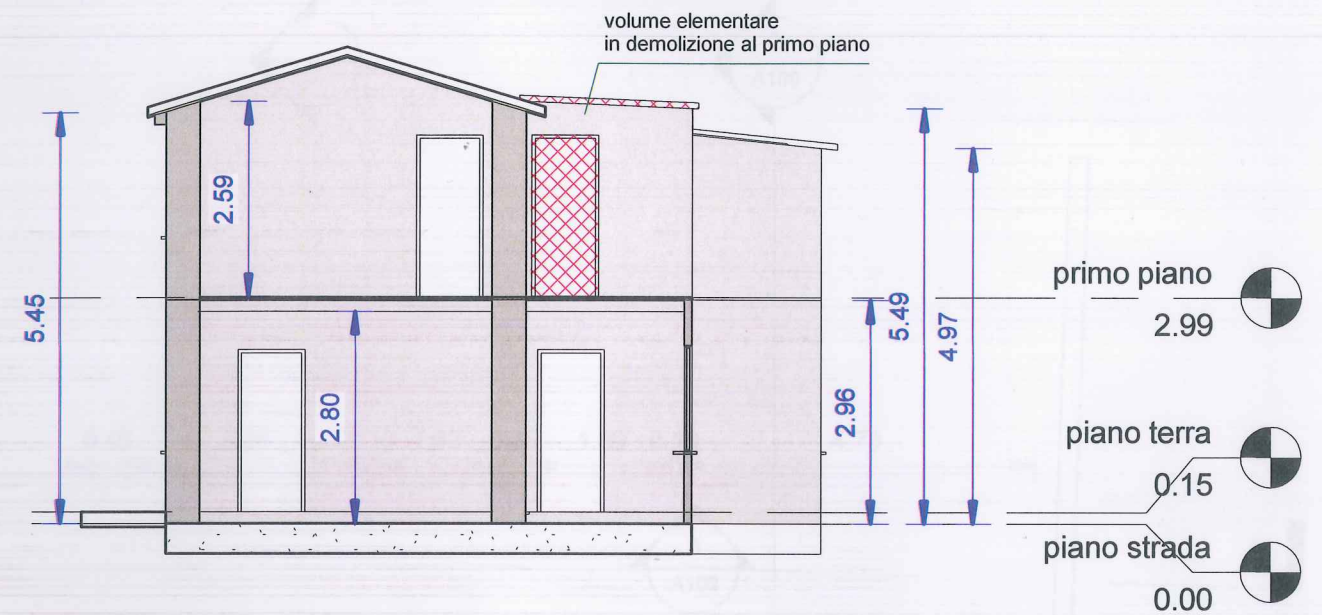 volume elementare
in demolizione al primo piano
2.59
5.45
2.80
2.96
5.49
4.97
primo piano
2.99
piano terra
0.15
piano strada
0.00